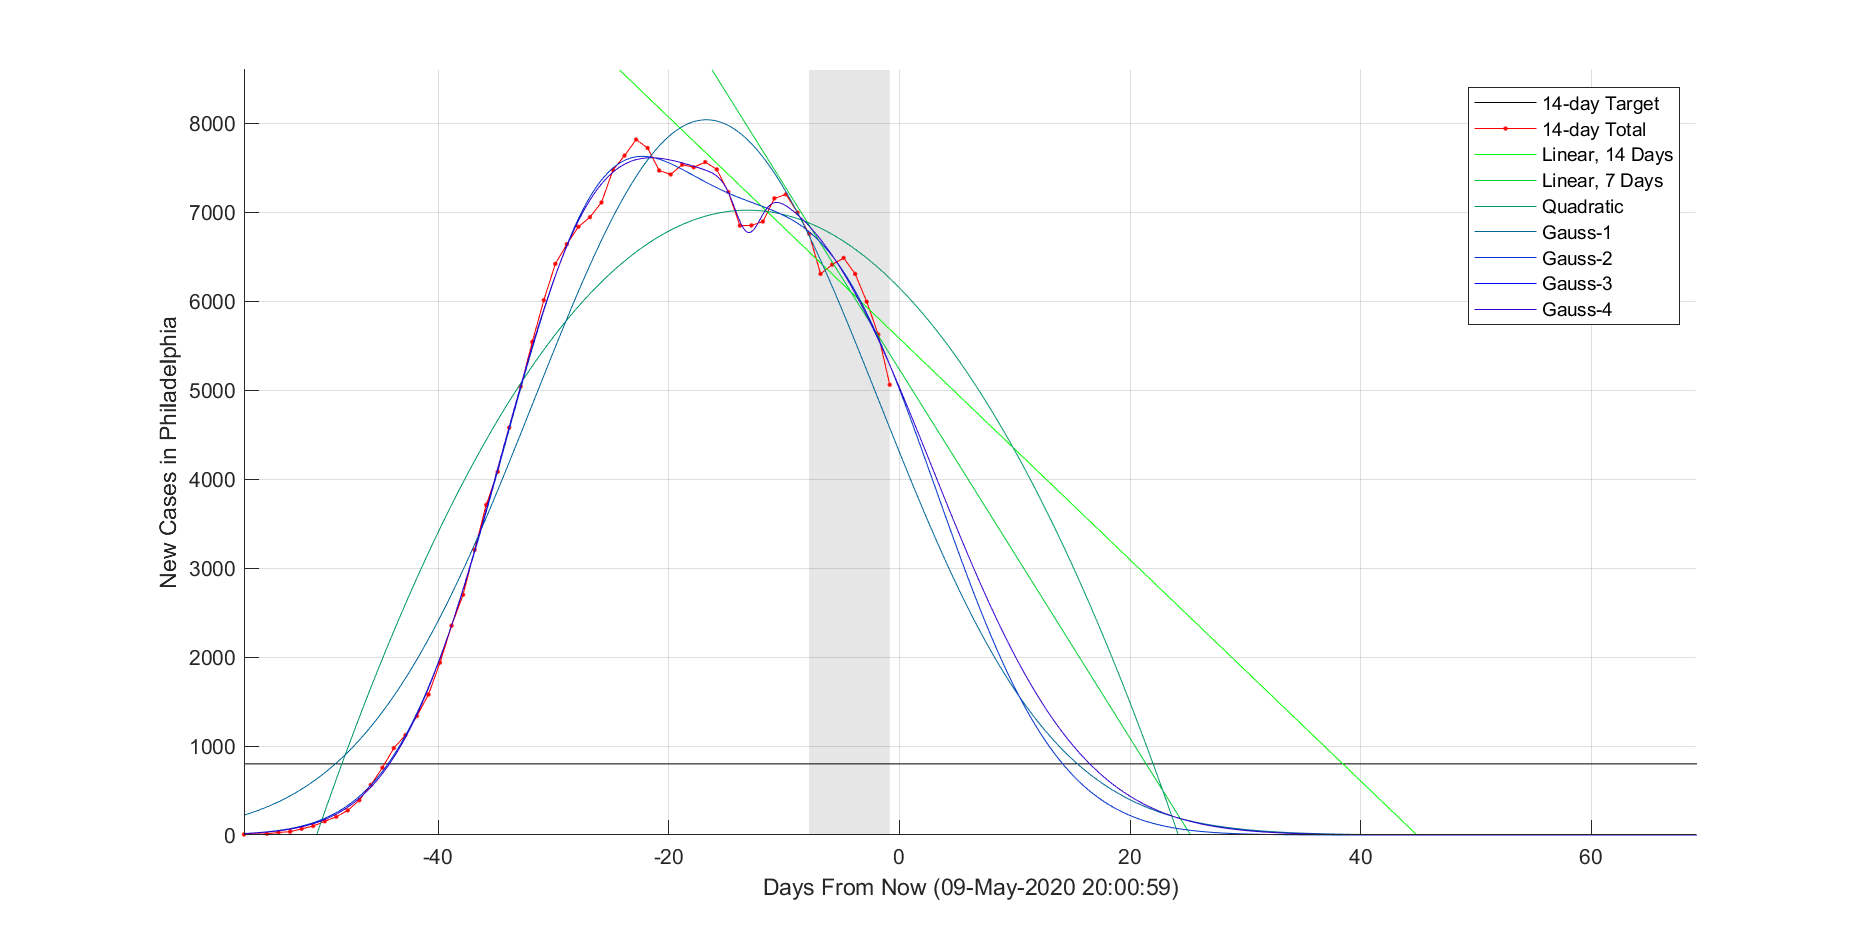 8000
7000
6000
5000
4000
3000
2000
1000
0
New Cases in Philadelphia
-40 -20 0 20 40 60
Days From Now (09-May-2020 20:00:59)
14-day Target
14-day Total
Linear, 14 Days
Linear, 7 Days
Quadratic
Gauss-1
Gauss-2
Gauss-3
Gauss-4